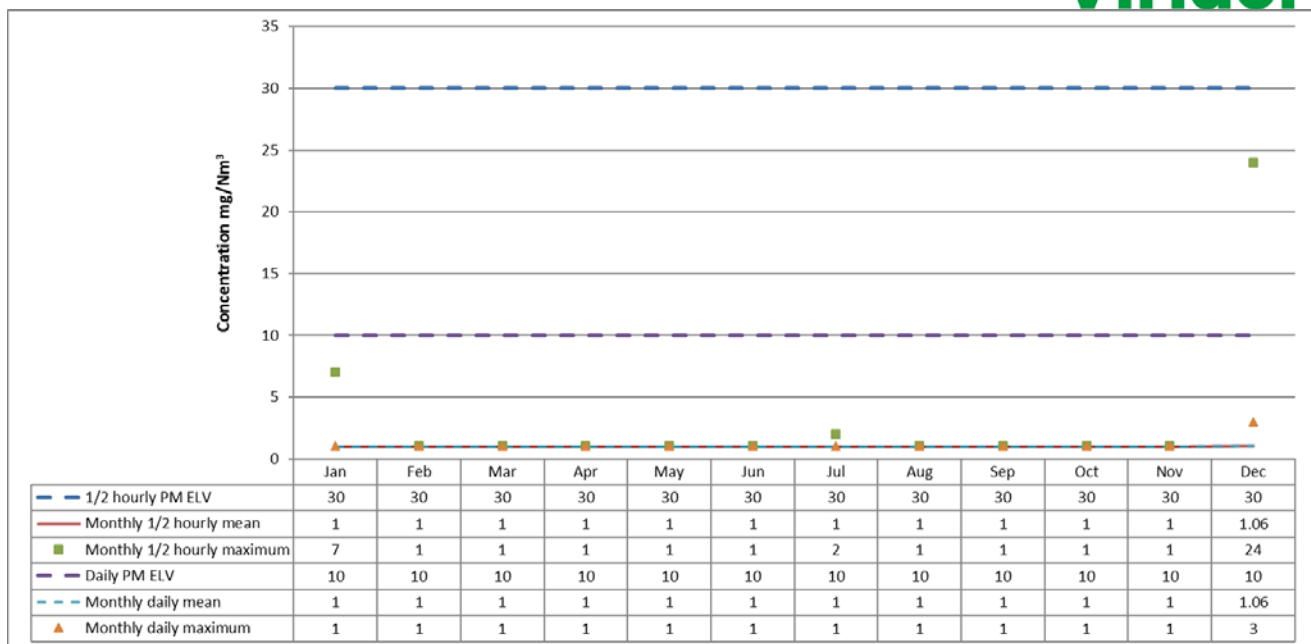 35
30
25
20
15
10
5
0
Concentration mg/Nm³
Jan Feb Mar Apr May Jun Jul Aug Sep Oct Nov Dec
1/2 hourly PM ELV 30 30 30 30 30 30 30 30 30 30 30 30
Monthly 1/2 hourly mean 1 1 1 1 1 1 1 1 1 1 1 1.06
Monthly 1/2 hourly maximum 7 1 1 1 1 1 2 1 1 1 1 24
Daily PM ELV 10 10 10 10 10 10 10 10 10 10 10 10
Monthly daily mean 1 1 1 1 1 1 1 1 1 1 1 1.06
Monthly daily maximum 1 1 1 1 1 1 1 1 1 1 1 3